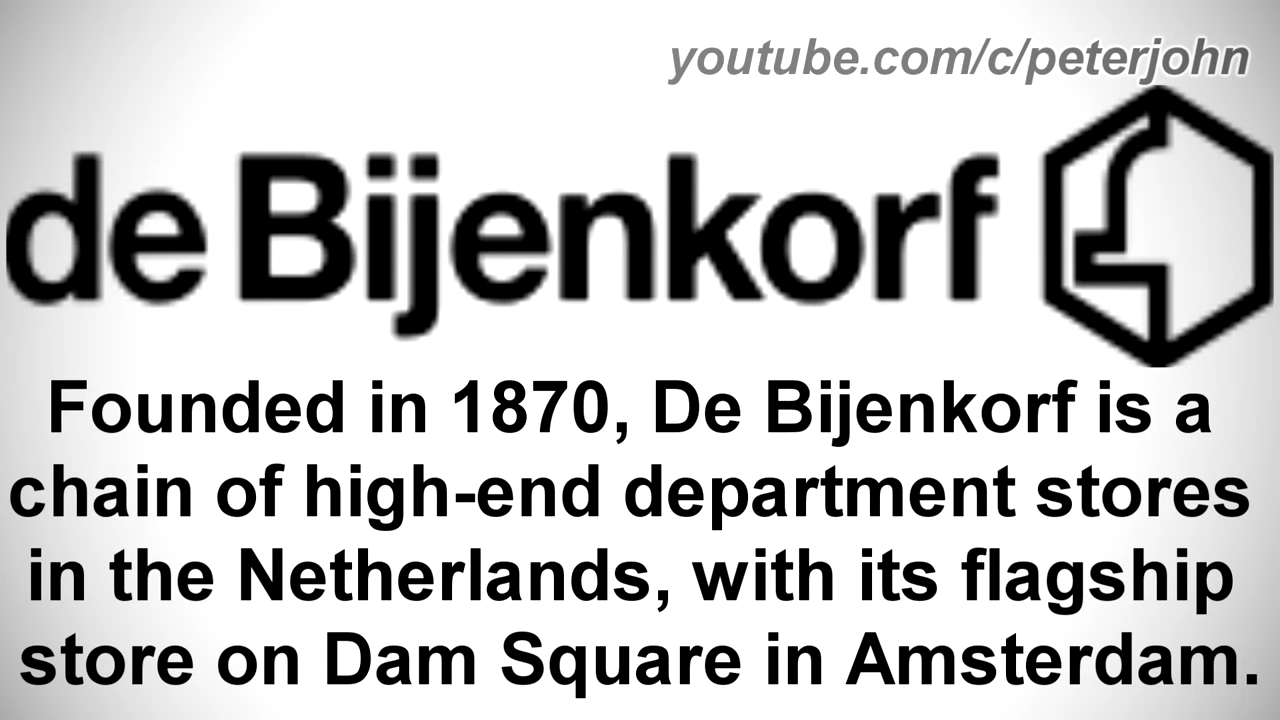 youtube.com/c/peterjohn
de Bijenkorf
Founded in 1870, De Bijenkorf is a
chain of high-end department stores
in the Netherlands, with its flagship
store on Dam Square in Amsterdam.